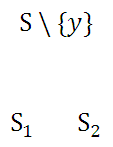 S \ {y}
S₁ S₂